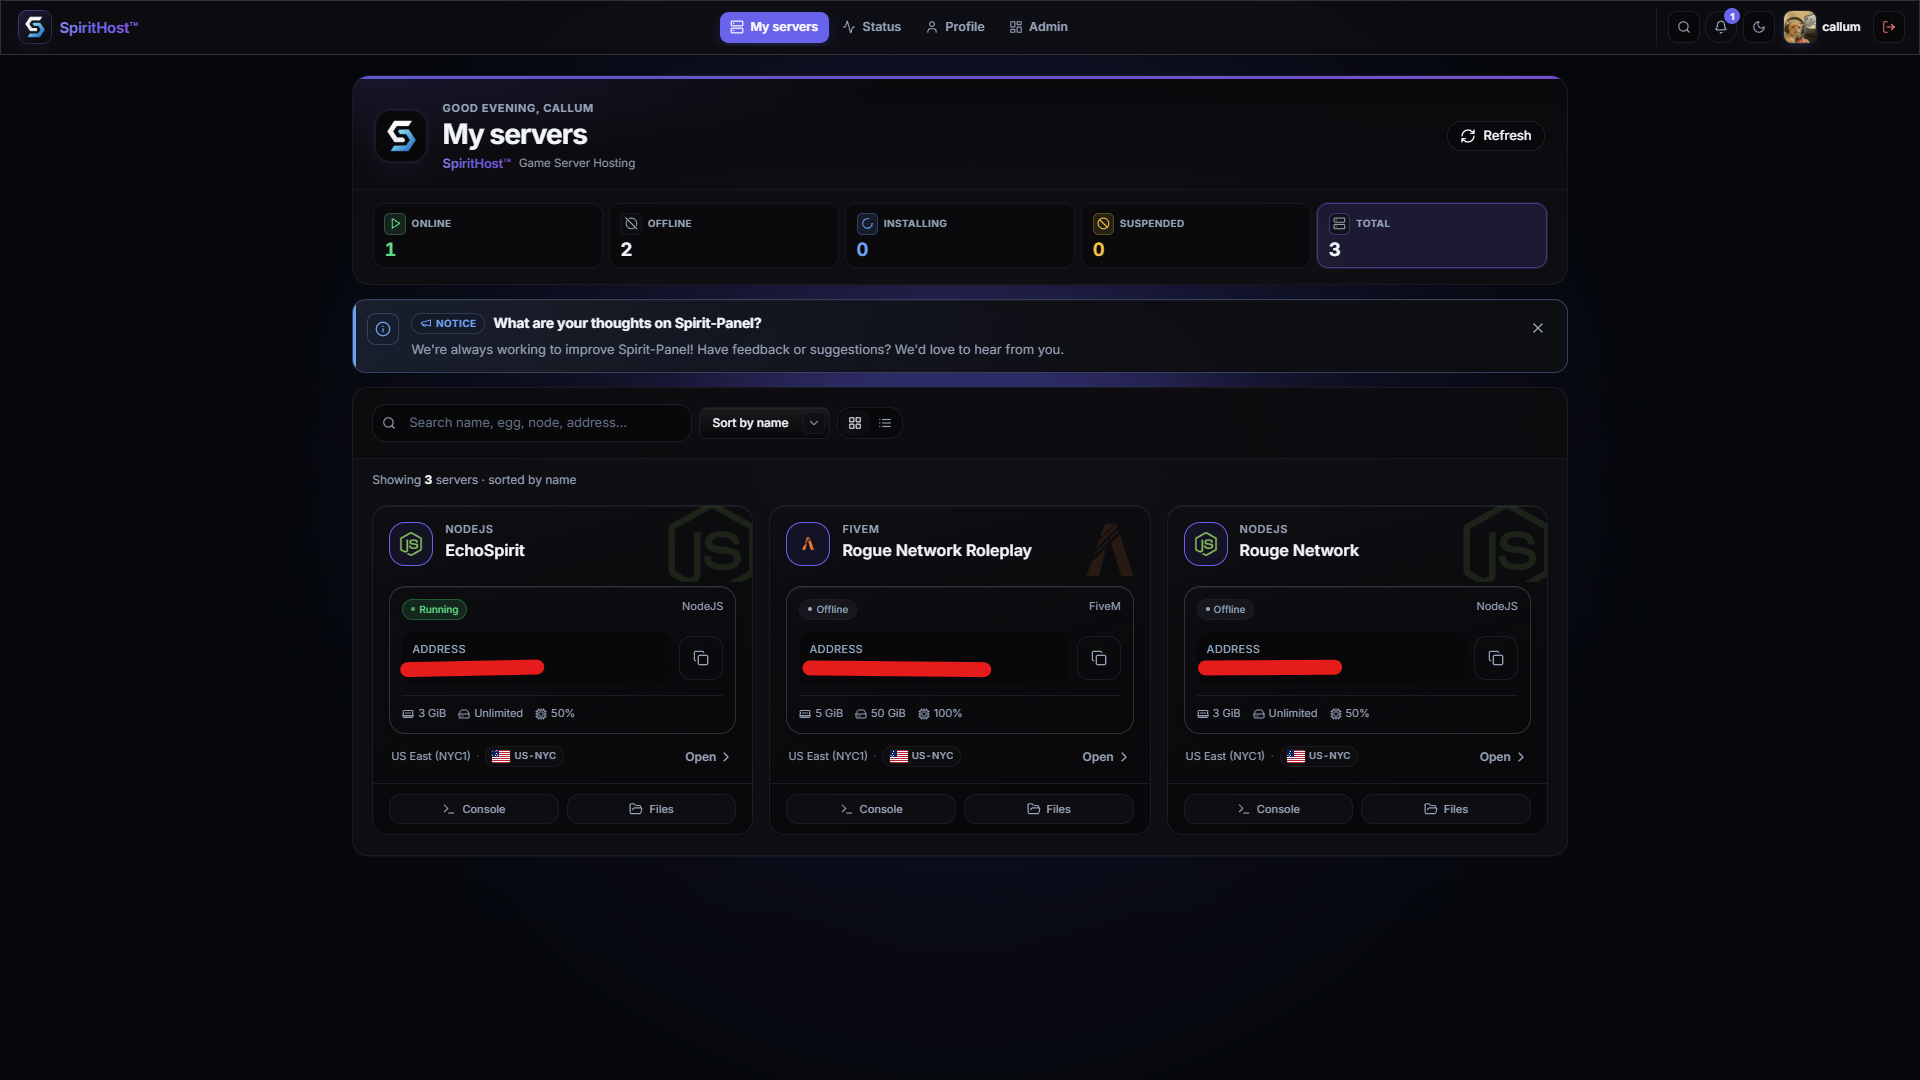 SpiritHost™
My servers
Status
Profile
Admin
1
callum
GOOD EVENING, CALLUM
My servers
SpiritHost™ Game Server Hosting
Refresh
ONLINE
1
OFFLINE
2
INSTALLING
0
SUSPENDED
0
TOTAL
3
NOTICE What are your thoughts on Spirit-Panel?
We're always working to improve Spirit-Panel! Have feedback or suggestions? We'd love to hear from you.
Search name, egg, node, address...
Sort by name
Showing 3 servers · sorted by name
NODEJS
EchoSpirit
Running
NodeJS
ADDRESS
3 GiB Unlimited 50%
US East (NYC1) · US-NYC
Open
Console
Files
FIVEM
Rogue Network Roleplay
Offline
FiveM
ADDRESS
5 GiB 50 GiB 100%
US East (NYC1) · US-NYC
Open
Console
Files
NODEJS
Rouge Network
Offline
NodeJS
ADDRESS
3 GiB Unlimited 50%
US East (NYC1) · US-NYC
Open
Console
Files